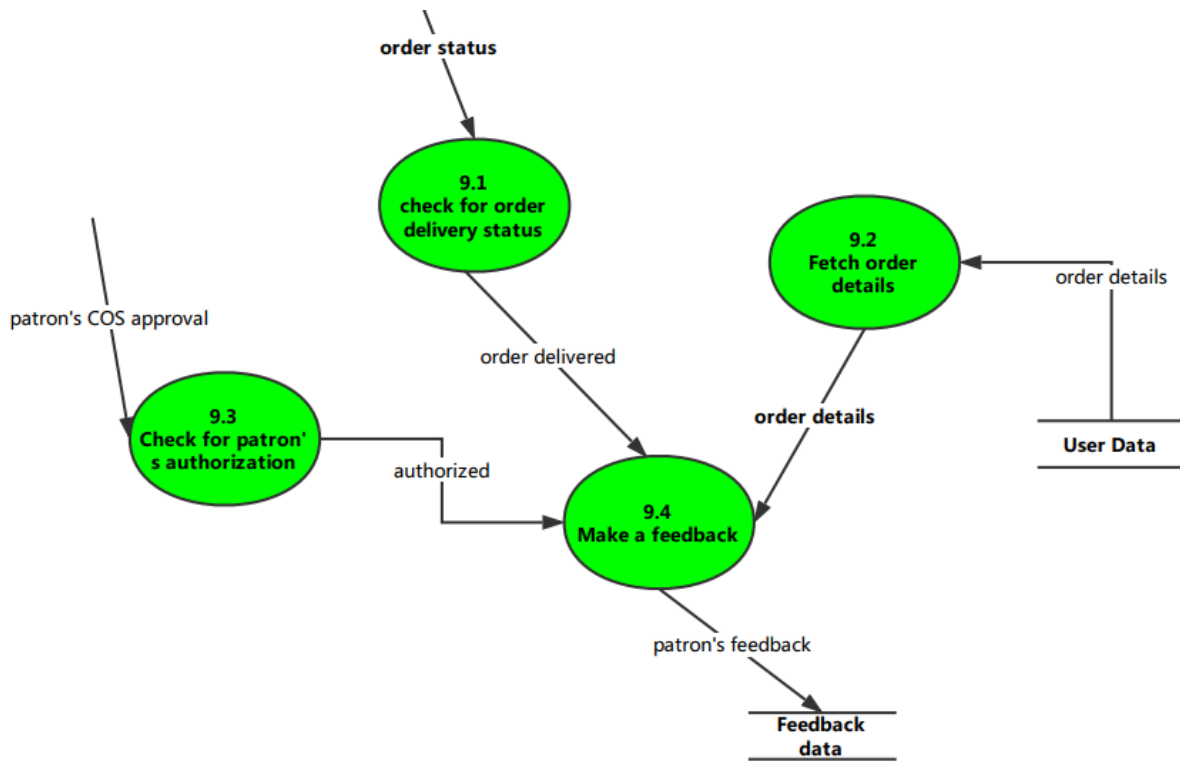 order status
9.1
check for order
delivery status
9.2
Fetch order
details
order details
patron's COS approval
order delivered
9.3
Check for patron'
s authorization
authorized
order details
User Data
9.4
Make a feedback
patron's feedback
Feedback
data